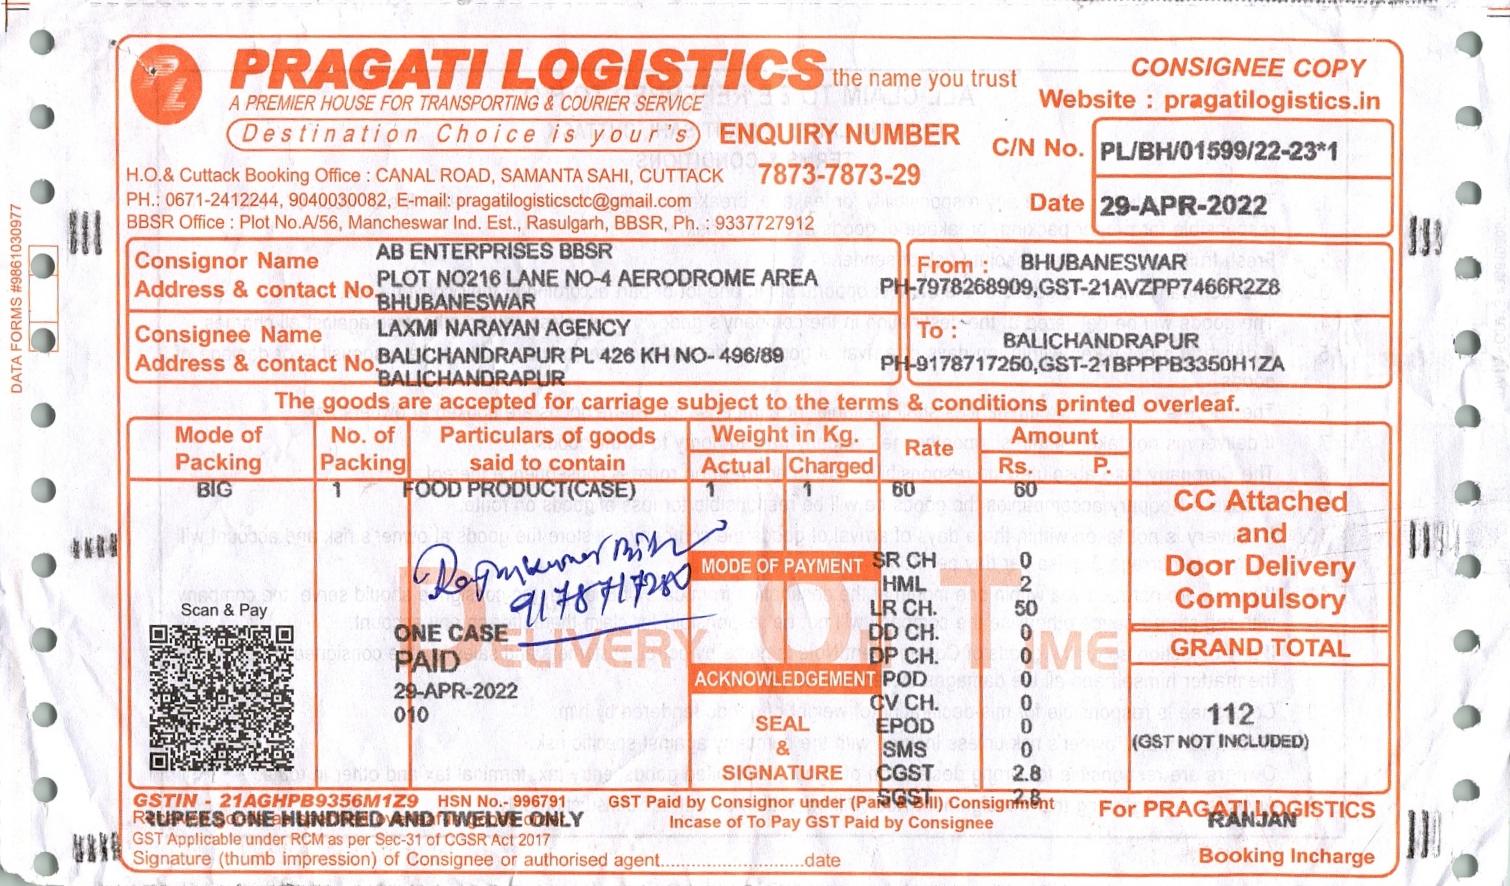 PRAGATI LOGISTICS the name you trust
A PREMIER HOUSE FOR TRANSPORTING & COURIER SERVICE
Destination Choice is your's
ENQUIRY NUMBER
7873-7873-29
CONSIGNEE COPY
Website : pragatilogistics.in
C/N No. PL/BH/01599/22-23*1
Date 29-APR-2022
H.O.& Cuttack Booking Office : CANAL ROAD, SAMANTA SAHI, CUTTACK
PH.: 0671-2412244, 9040030082, E-mail: pragatilogisticsctc@gmail.com
BBSR Office : Plot No.A/56, Mancheswar Ind. Est., Rasulgarh, BBSR, Ph. : 9337727912
DATA FORMS #9861030977
Consignor Name
Address & contact No.
AB ENTERPRISES BBSR
PLOT NO216 LANE NO-4 AERODROME AREA
BHUBANESWAR
From : BHUBANESWAR
PH-7978268909,GST-21AVZPP7466R2Z8
Consignee Name
Address & contact No.
LAXMI NARAYAN AGENCY
BALICHANDRAPUR PL 426 KH NO- 496/89
BALICHANDRAPUR
To : BALICHANDRAPUR
PH-9178717250,GST-21BPPPB3350H1ZA
The goods are accepted for carriage subject to the terms & conditions printed overleaf.
Mode of Packing
No. of Packing
Particulars of goods said to contain
Weight in Kg.
Actual Charged
Rate
Amount
Rs. P.
BIG 1 FOOD PRODUCT(CASE) 1 1 60 60
CC Attached
and
Door Delivery
Compulsory
GRAND TOTAL
112
(GST NOT INCLUDED)
MODE OF PAYMENT
SR CH 0
HML 2
LR CH. 50
DD CH. 0
DP CH. 0
POD 0
CV CH. 0
EPOD 0
SMS 0
CGST 2.8
SGST 2.8
DELIVERY ON TIME
9178717280
Scan & Pay
ONE CASE
PAID
29-APR-2022
010
ACKNOWLEDGEMENT
SEAL
&
SIGNATURE
GSTIN - 21AGHPB9356M1Z9 HSN No.- 996791
RUPEES ONE HUNDRED AND TWELVE ONLY
GST Applicable under RCM as per Sec-31 of CGSR Act 2017
Signature (thumb impression) of Consignee or authorised agent........................date
GST Paid by Consignor under (Paid & Bill) Consignment
Incase of To Pay GST Paid by Consignee
For PRAGATI LOGISTICS
RANJAN
Booking Incharge